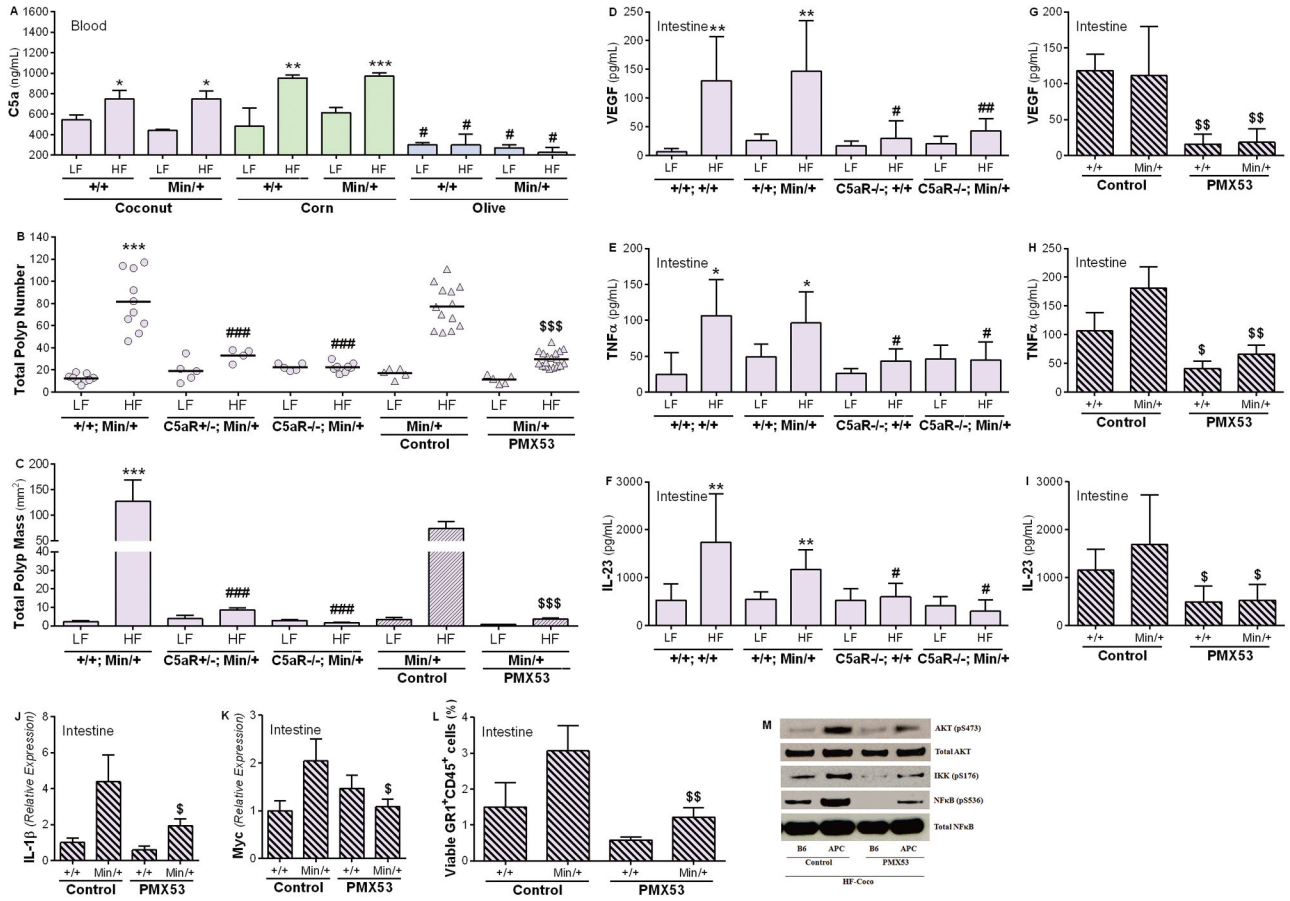 A
Blood
C5a (ng/mL)
1600
1400
1200
1000
800
600
400
200
* * ** *** # # # #
LF HF LF HF LF HF LF HF LF HF LF HF
+/+ Min/+ +/+ Min/+ +/+ Min/+
Coconut Corn Olive
B
Total Polyp Number
140
120
100
80
60
40
20
0
*** ### ### $$$
LF HF LF HF LF HF LF HF LF HF
+/+; Min/+ C5aR+/-; Min/+ C5aR-/-; Min/+ Min/+ Min/+
Control PMX53
C
Total Polyp Mass (mm²)
200
150
100
50
40
30
20
10
0
*** ### ### $$$
LF HF LF HF LF HF LF HF LF HF
+/+; Min/+ C5aR+/-; Min/+ C5aR-/-; Min/+ Min/+ Min/+
Control PMX53
D
Intestine
VEGF (pg/mL)
250
200
150
100
50
0
** ** # ##
LF HF LF HF LF HF LF HF
+/+; +/+ +/+; Min/+ C5aR-/-; +/+ C5aR-/-; Min/+
E
Intestine
TNFα (pg/mL)
200
150
100
50
0
* * # #
LF HF LF HF LF HF LF HF
+/+; +/+ +/+; Min/+ C5aR-/-; +/+ C5aR-/-; Min/+
F
Intestine
IL-23 (pg/mL)
3000
2000
1000
0
** ** # #
LF HF LF HF LF HF LF HF
+/+; +/+ +/+; Min/+ C5aR-/-; +/+ C5aR-/-; Min/+
G
Intestine
VEGF (pg/mL)
200
150
100
50
0
$$ $$
+/+ Min/+ +/+ Min/+
Control PMX53
H
Intestine
TNFα (pg/mL)
250
200
150
100
50
0
$ $$
+/+ Min/+ +/+ Min/+
Control PMX53
I
Intestine
IL-23 (pg/mL)
3000
2000
1000
0
$ $
+/+ Min/+ +/+ Min/+
Control PMX53
J
Intestine
IL-1β (Relative Expression)
8
6
4
2
0
$
+/+ Min/+ +/+ Min/+
Control PMX53
K
Intestine
Myc (Relative Expression)
3
2
1
0
$
+/+ Min/+ +/+ Min/+
Control PMX53
L
Intestine
Viable GR1⁺CD45⁺ cells (%)
4
3
2
1
0
$$
+/+ Min/+ +/+ Min/+
Control PMX53
M
AKT (pS473)
Total AKT
IKK (pS176)
NFκB (pS536)
Total NFκB
B6 APC B6 APC
Control PMX53
HF-Coco